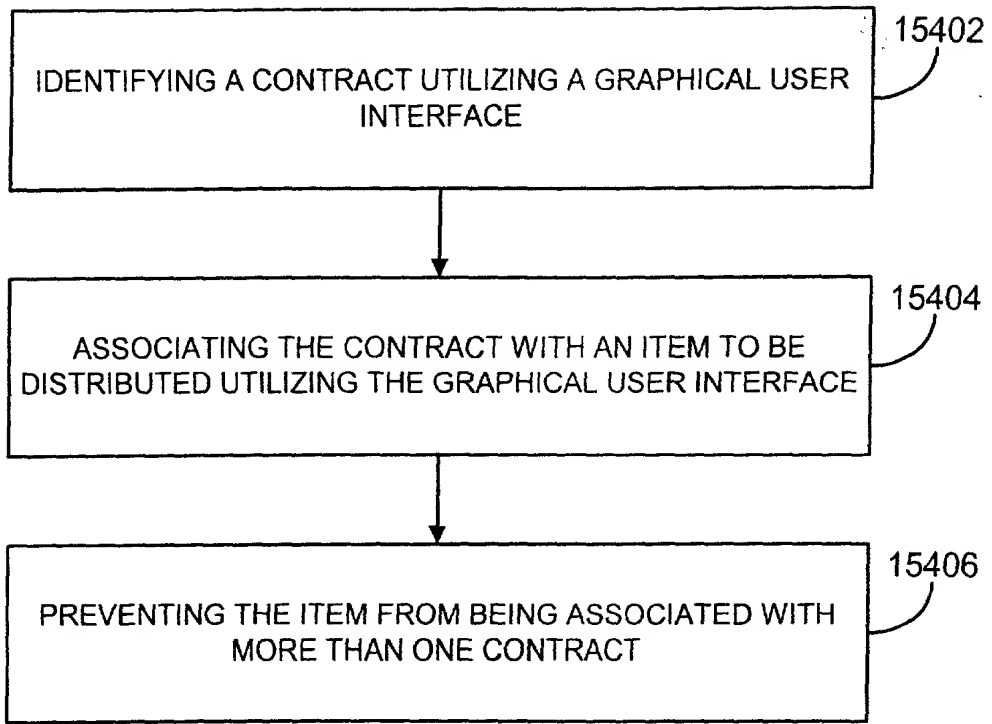 15402
IDENTIFYING A CONTRACT UTILIZING A GRAPHICAL USER
INTERFACE
15404
ASSOCIATING THE CONTRACT WITH AN ITEM TO BE
DISTRIBUTED UTILIZING THE GRAPHICAL USER INTERFACE
15406
PREVENTING THE ITEM FROM BEING ASSOCIATED WITH
MORE THAN ONE CONTRACT